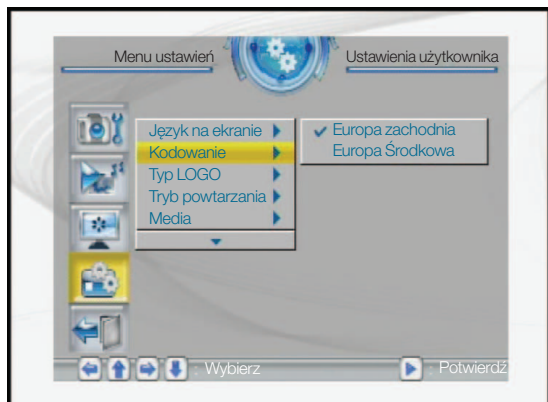 Menu ustawień
Ustawienia użytkownika
Język na ekranie
Kodowanie
Typ LOGO
Tryb powtarzania
Media
Europa zachodnia
Europa Środkowa
: Wybierz
: Potwierdź